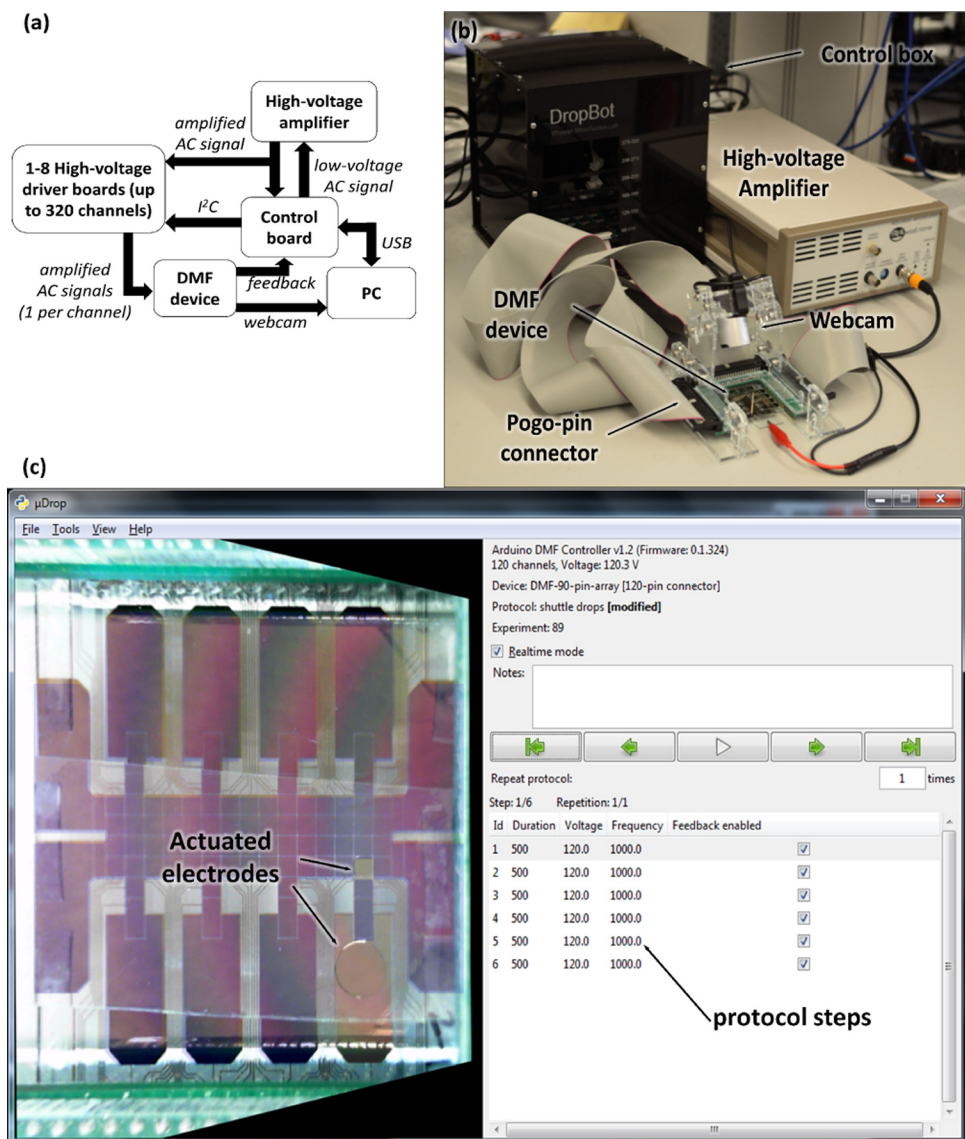 (a)
High-voltage
amplifier
amplified
AC signal
low-voltage
AC signal
1-8 High-voltage
driver boards (up
to 320 channels)
I²C
Control
board
USB
amplified
AC signals
(1 per channel)
DMF
device
feedback
webcam
PC
(b)
Control box
DropBot
High-voltage
Amplifier
DMF
device
Webcam
Pogo-pin
connector
(c)
µDrop
File Tools View Help
Arduino DMF Controller v1.2 (Firmware: 0.1.324)
120 channels, Voltage: 120.3 V
Device: DMF-90-pin-array [120-pin connector]
Protocol: shuttle drops [modified]
Experiment: 89
Realtime mode
Notes:
Repeat protocol: 1 times
Step: 1/6 Repetition: 1/1
Id Duration Voltage Frequency Feedback enabled
1 500 120.0 1000.0
2 500 120.0 1000.0
3 500 120.0 1000.0
4 500 120.0 1000.0
5 500 120.0 1000.0
6 500 120.0 1000.0
Actuated
electrodes
protocol steps